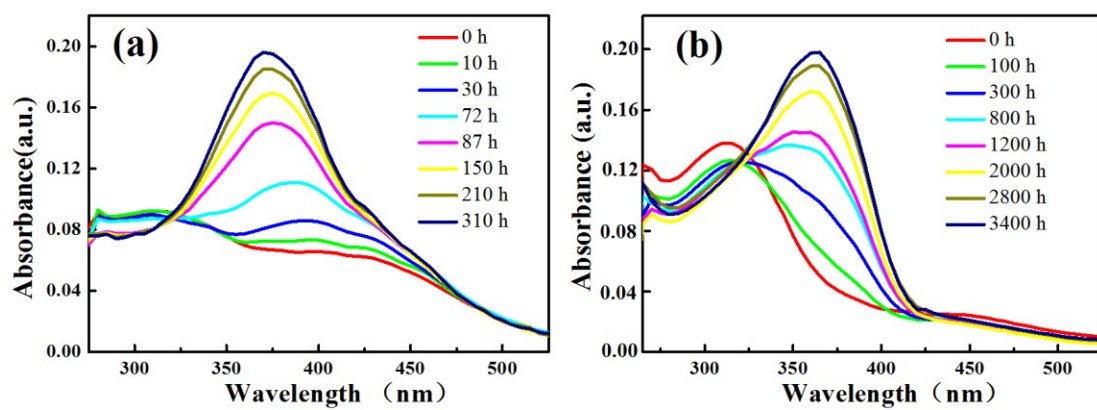 (a)
0 h
10 h
30 h
72 h
87 h
150 h
210 h
310 h
0.20
0.16
0.12
0.08
0.04
0.00
Absorbance(a.u.)
300 350 400 450 500
Wavelength （nm）
(b)
0 h
100 h
300 h
800 h
1200 h
2000 h
2800 h
3400 h
0.20
0.16
0.12
0.08
0.04
0.00
Absorbance (a.u.)
300 350 400 450 500
Wavelength （nm）